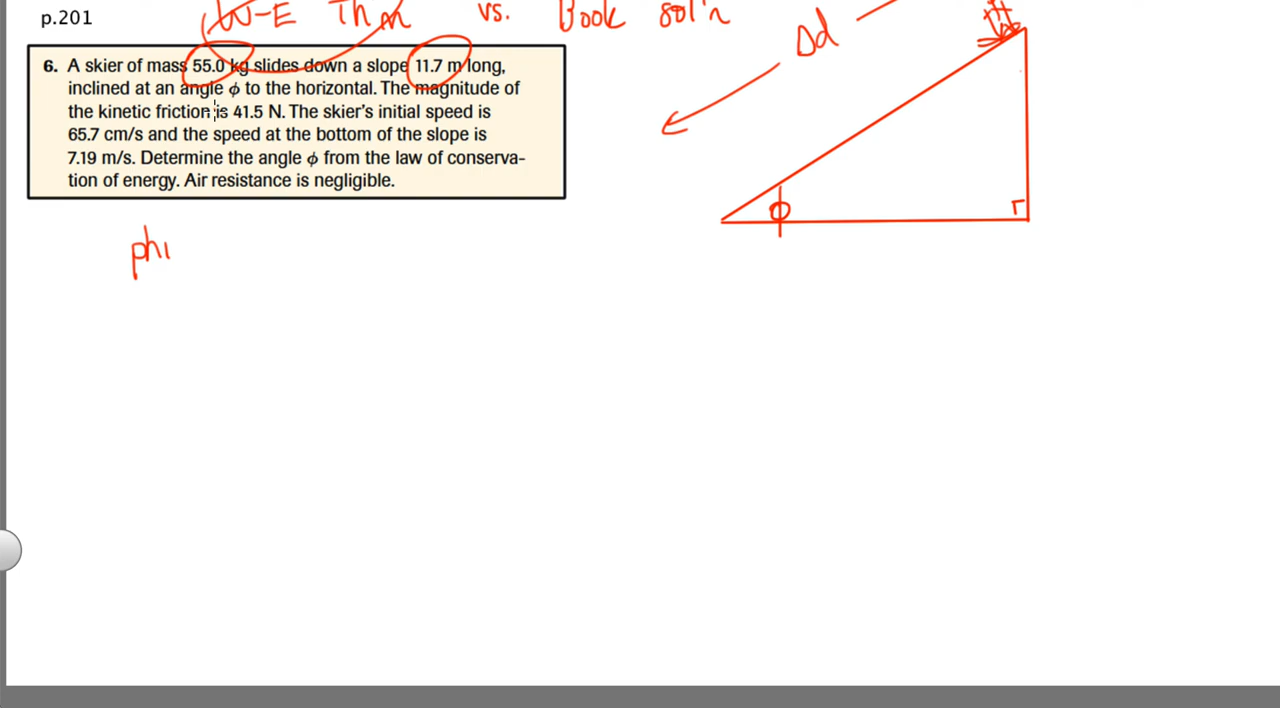 p.201
W-E Thm vs. Book sol'n
6. A skier of mass 55.0 kg slides down a slope 11.7 m long,
inclined at an angle ϕ to the horizontal. The magnitude of
the kinetic friction is 41.5 N. The skier's initial speed is
65.7 cm/s and the speed at the bottom of the slope is
7.19 m/s. Determine the angle ϕ from the law of conserva-
tion of energy. Air resistance is negligible.
Δd
ϕ
phi